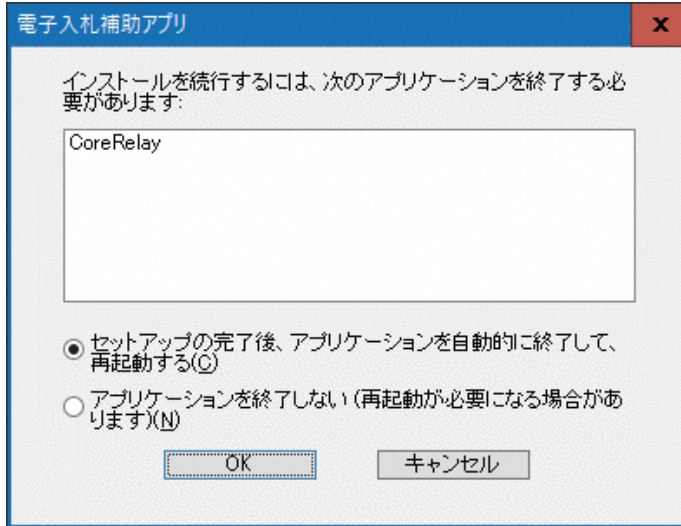 電子入札補助アプリ
x
インストールを続行するには、次のアプリケーションを終了する必
要があります:
CoreRelay
セットアップの完了後、アプリケーションを自動的に終了して、
再起動する(C)
アプリケーションを終了しない (再起動が必要になる場合があ
ります)(N)
OK
キャンセル